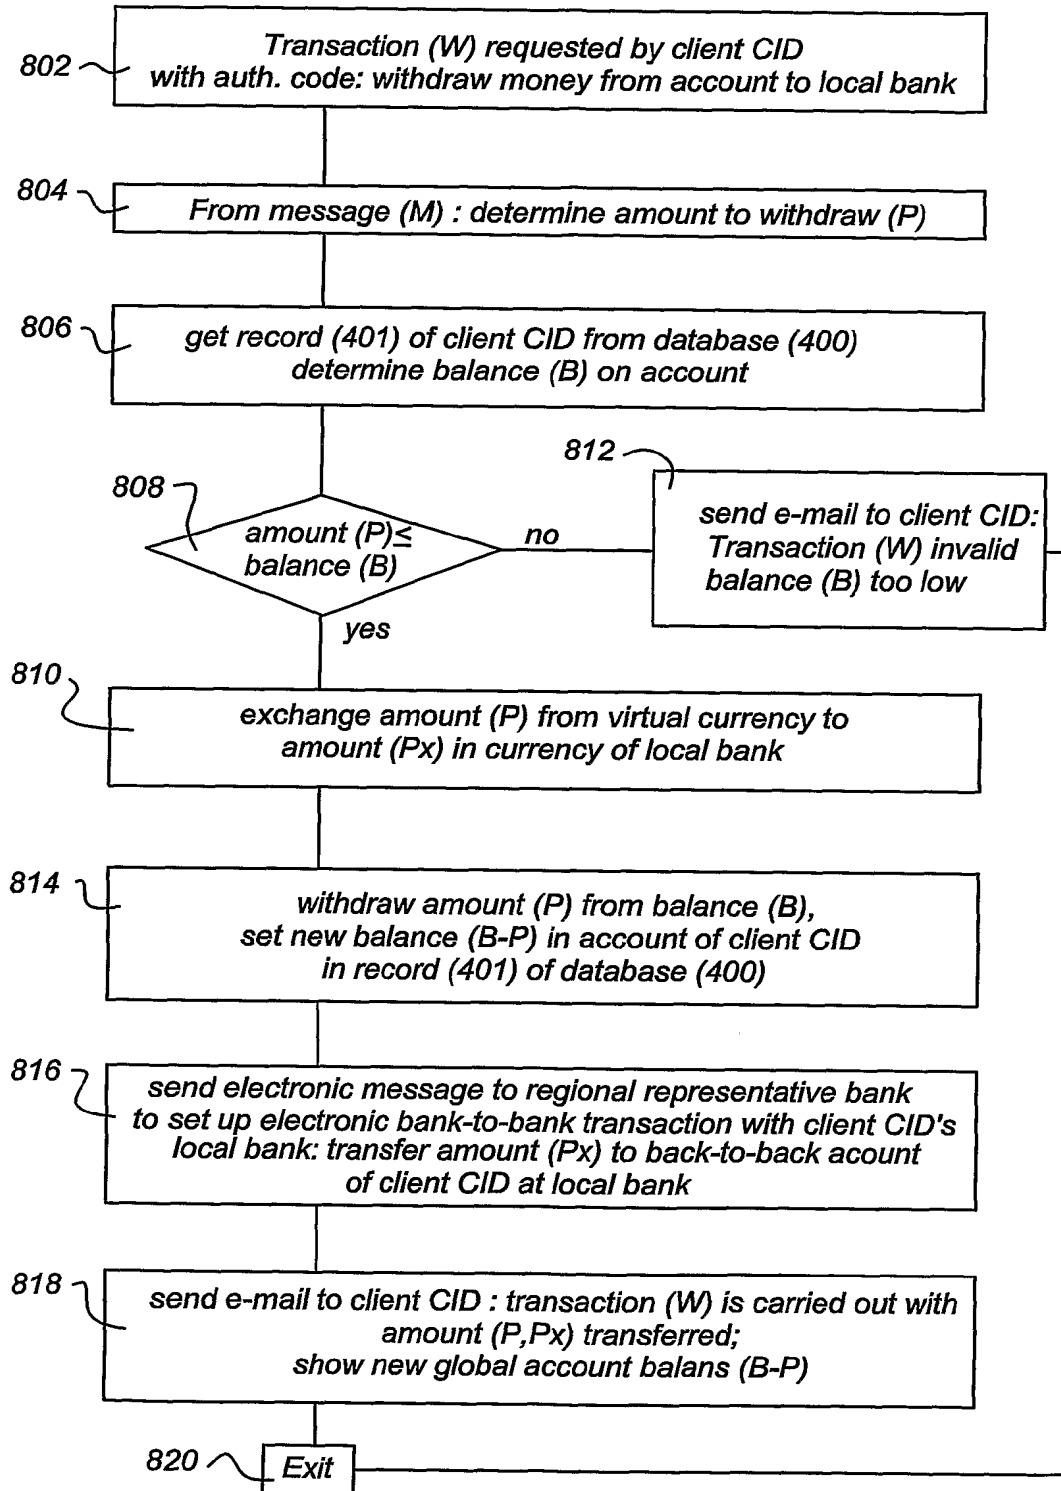 802
Transaction (W) requested by client CID
with auth. code: withdraw money from account to local bank
804
From message (M) : determine amount to withdraw (P)
806
get record (401) of client CID from database (400)
determine balance (B) on account
808
amount (P)≤
balance (B)
no
yes
812
send e-mail to client CID:
Transaction (W) invalid
balance (B) too low
810
exchange amount (P) from virtual currency to
amount (Px) in currency of local bank
814
withdraw amount (P) from balance (B),
set new balance (B-P) in account of client CID
in record (401) of database (400)
816
send electronic message to regional representative bank
to set up electronic bank-to-bank transaction with client CID's
local bank: transfer amount (Px) to back-to-back acount
of client CID at local bank
818
send e-mail to client CID : transaction (W) is carried out with
amount (P,Px) transferred;
show new global account balans (B-P)
820
Exit